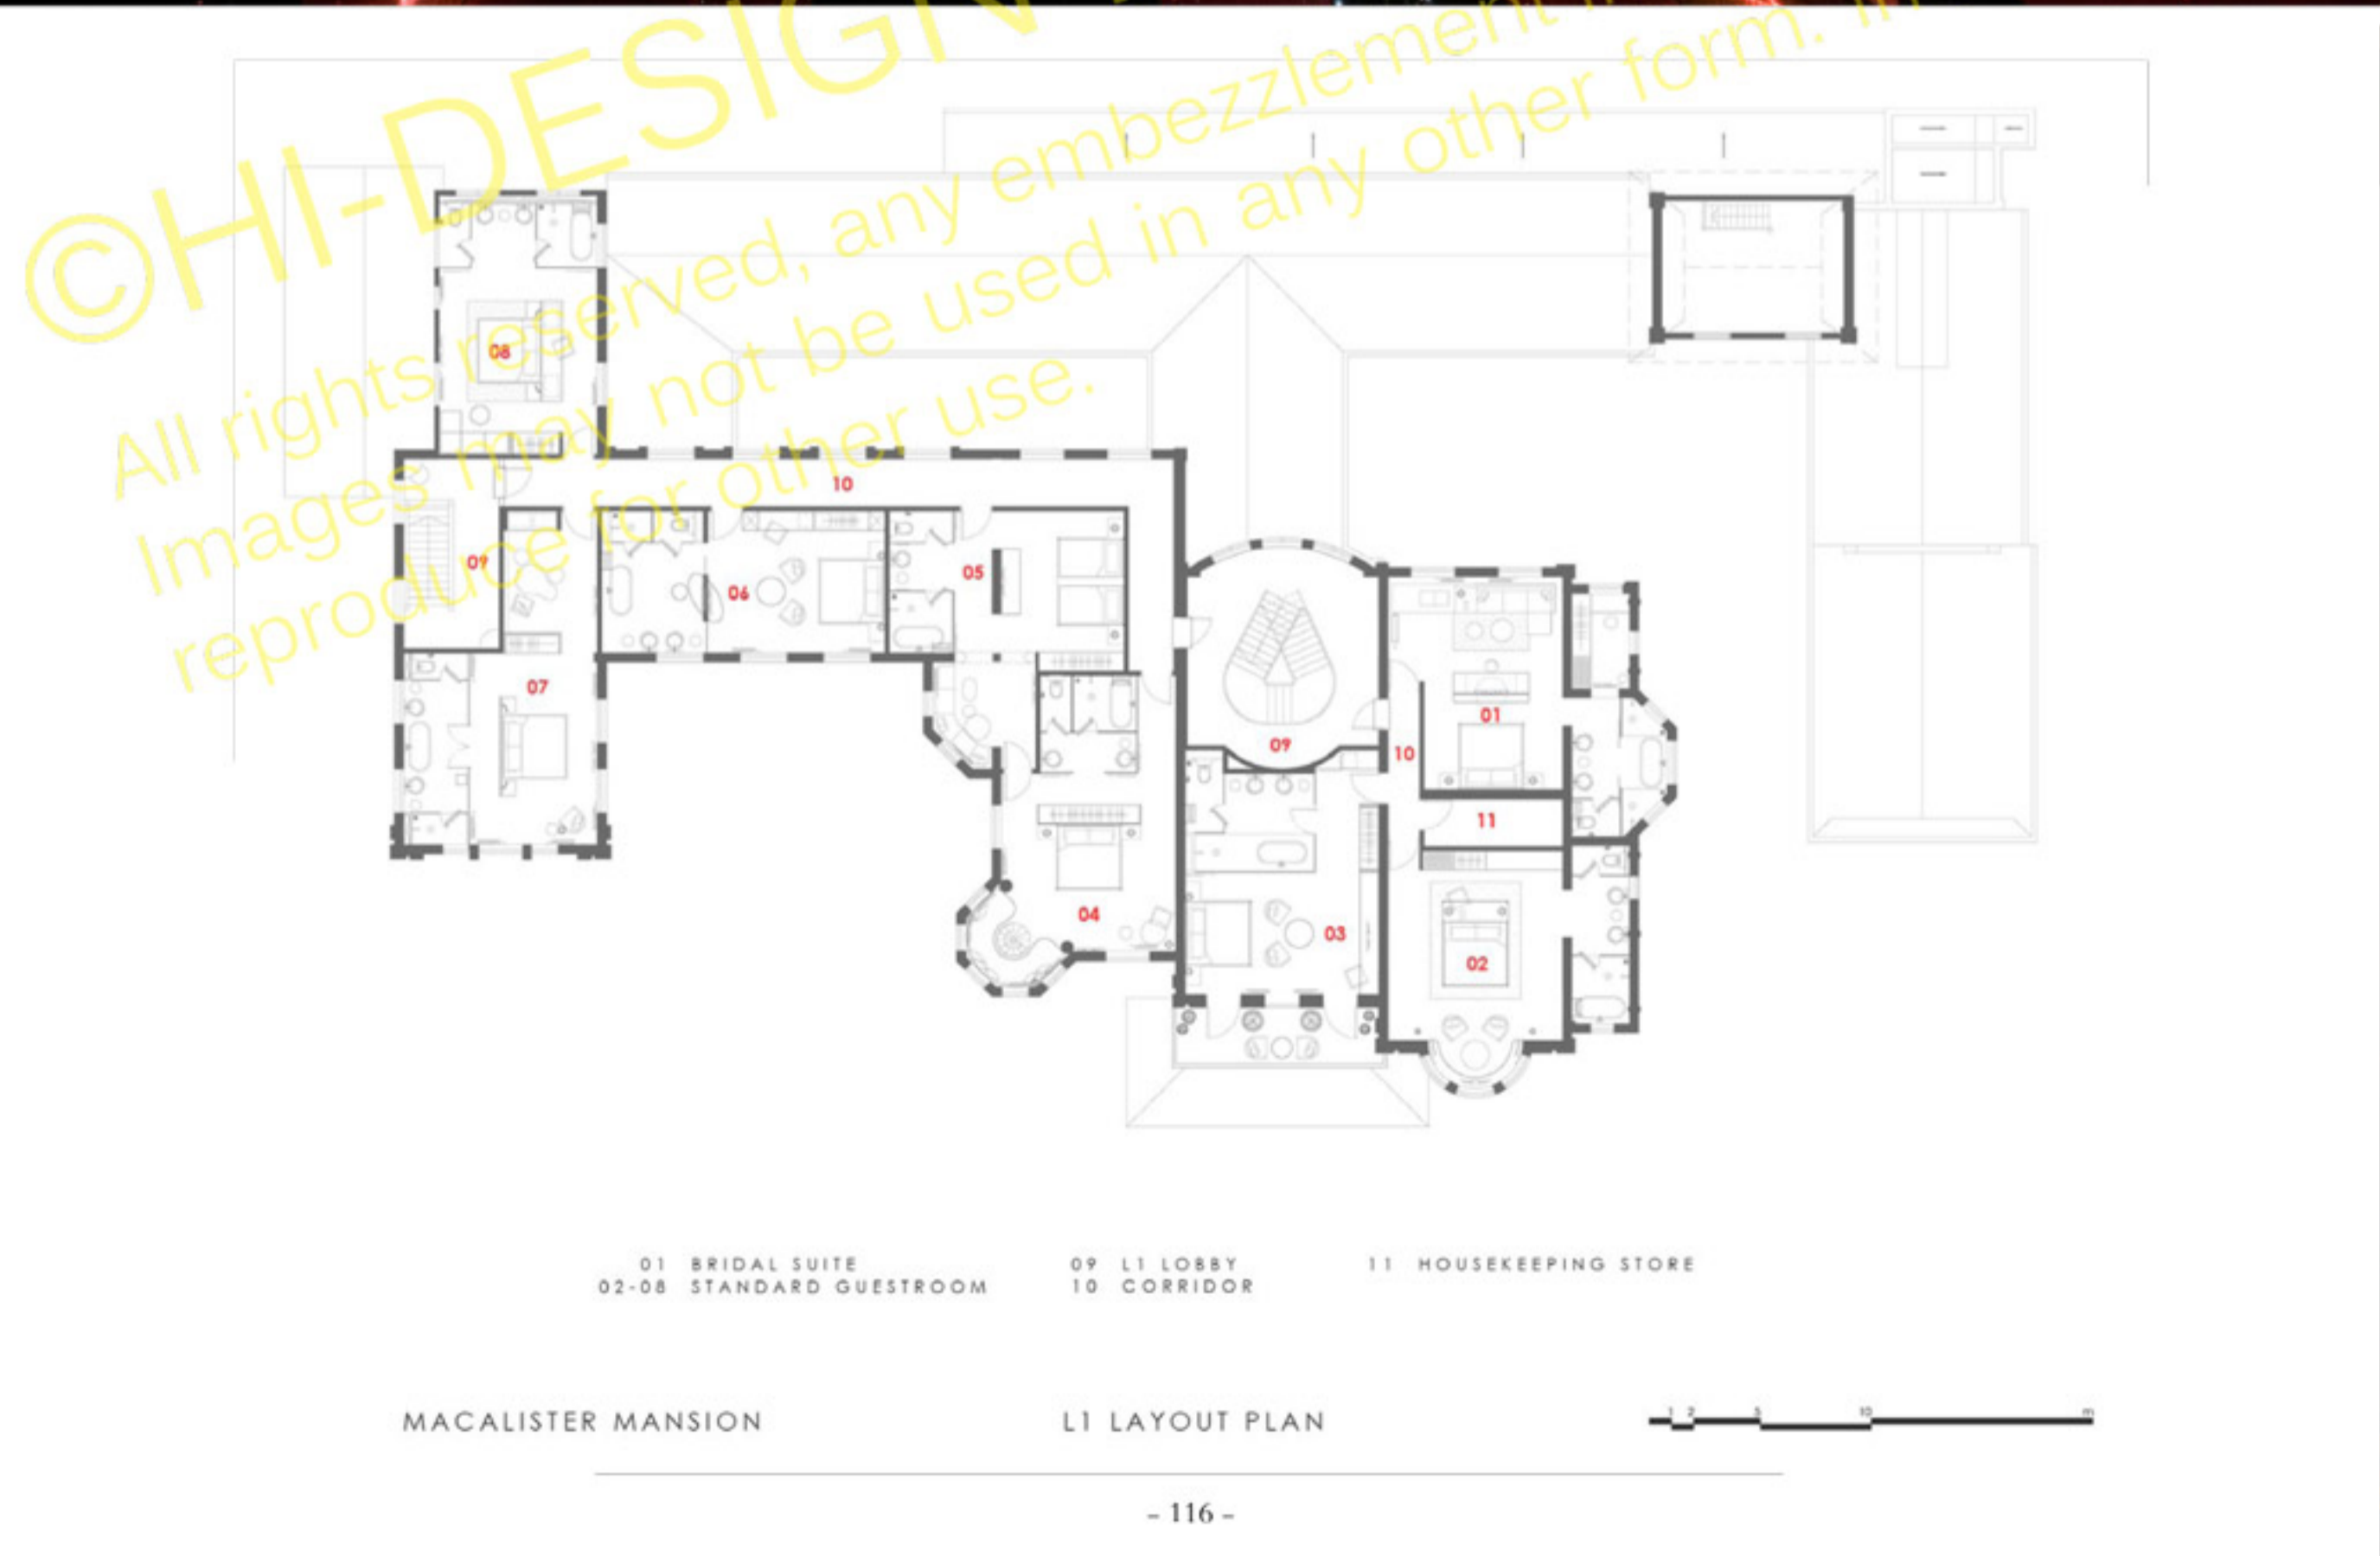 ©HI-DESIGN
All rights reserved, any embezzlement
Images may not be used in any other form.
reproduce for other use.
08
10
09
06
05
07
01
09
10
11
04
03
02
01 BRIDAL SUITE
02-08 STANDARD GUESTROOM
09 L1 LOBBY
10 CORRIDOR
11 HOUSEKEEPING STORE
MACALISTER MANSION
L1 LAYOUT PLAN
1 2 5 10 m
- 116 -